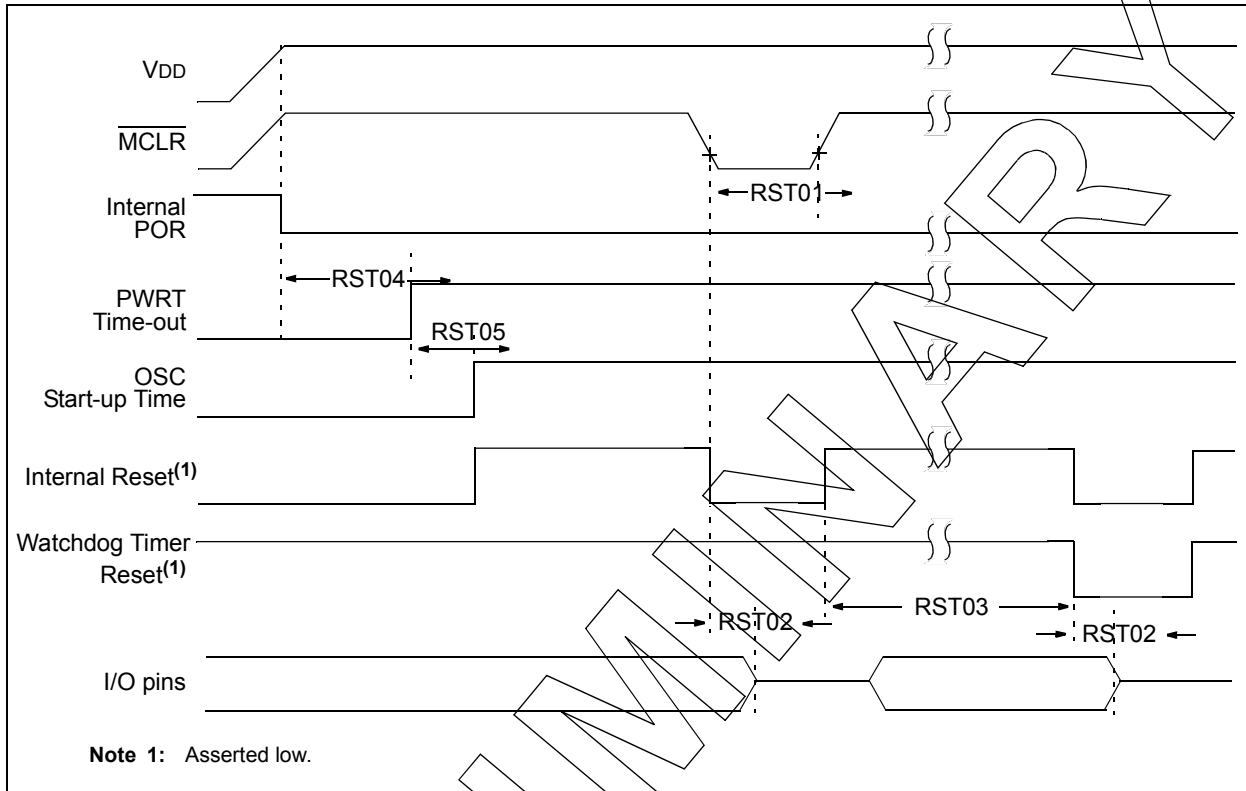 VDD
MCLR
RST01
Internal
POR
RST04
PWRT
Time-out
RST05
OSC
Start-up Time
Internal Reset(1)
Watchdog Timer
Reset(1)
RST03
RST02
RST02
I/O pins
Note 1: Asserted low.
IMINARY